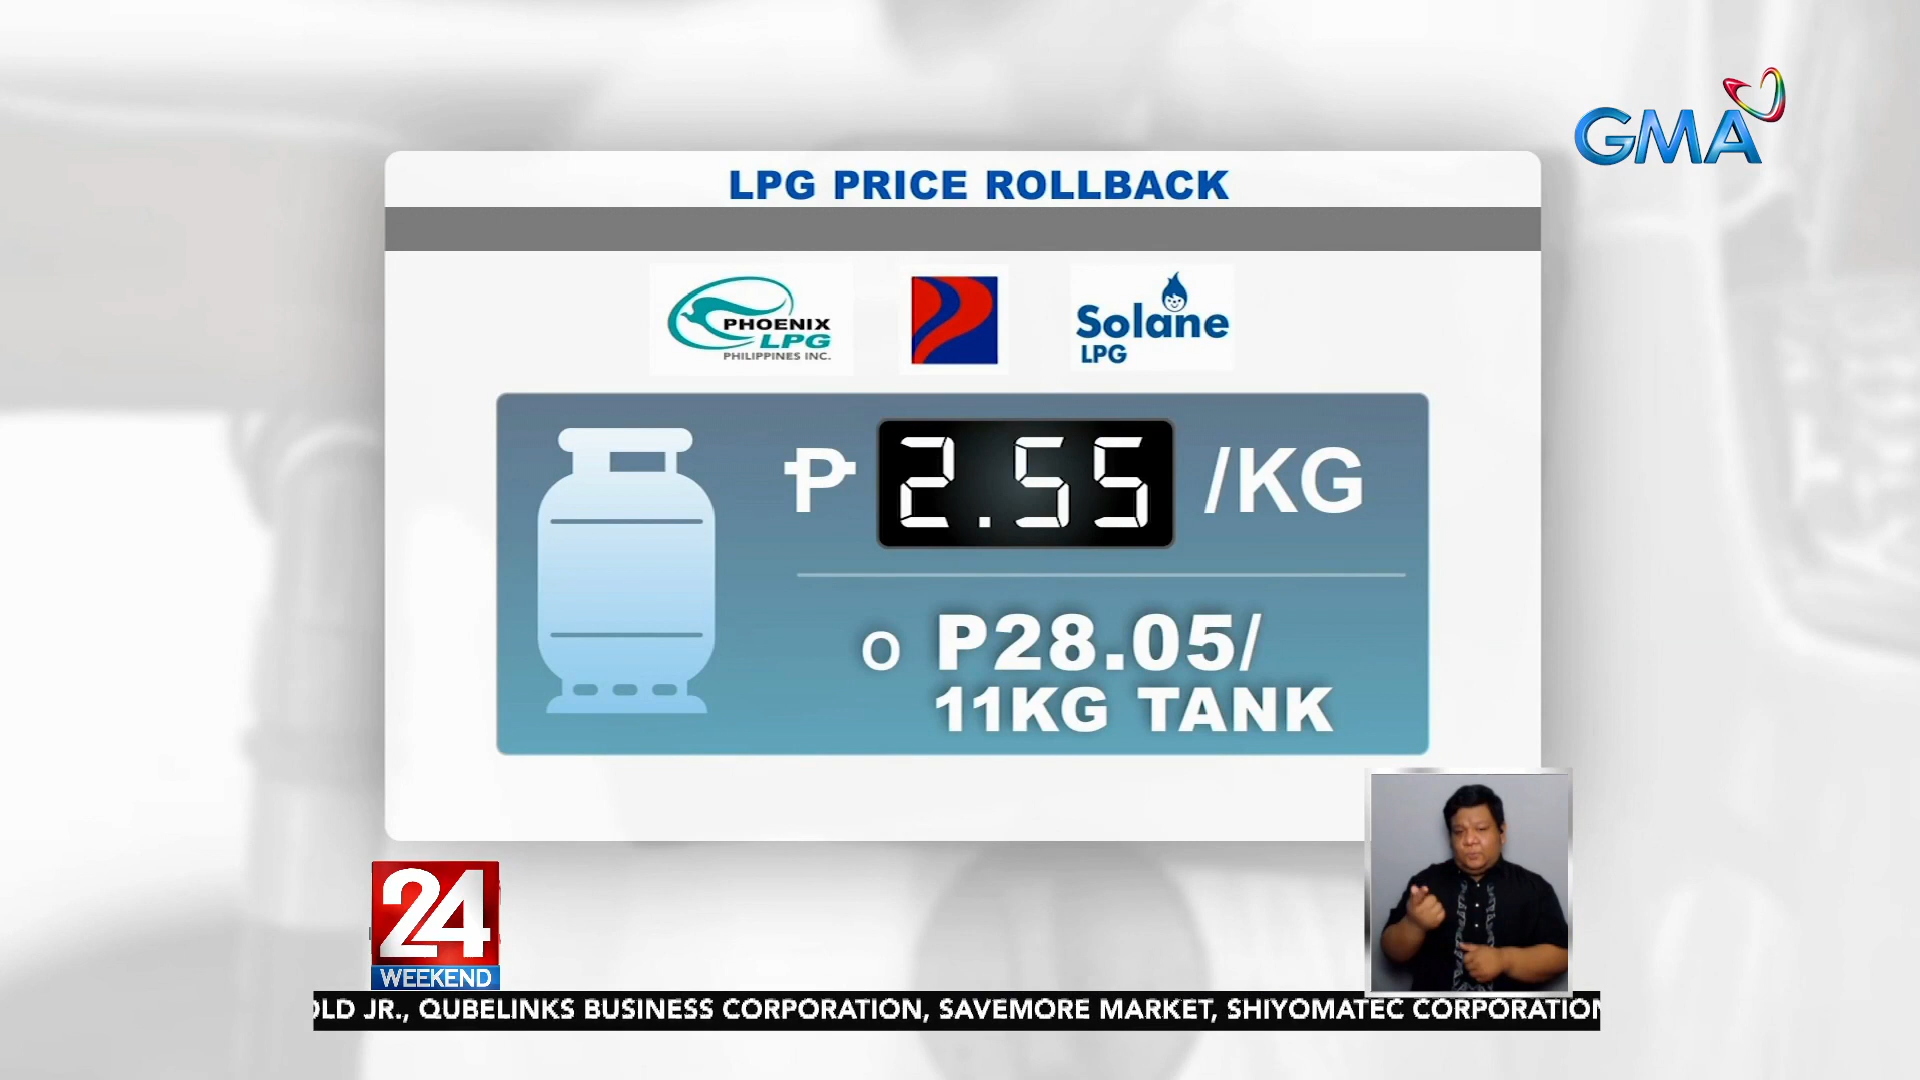 GMA
LPG PRICE ROLLBACK
PHOENIX
LPG
PHILIPPINES INC.
Solane
LPG
₱ 2.55 /KG
O P28.05/
11KG TANK
24
WEEKEND
OLD JR., QUBELINKS BUSINESS CORPORATION, SAVEMORE MARKET, SHIYOMATEC CORPORATION